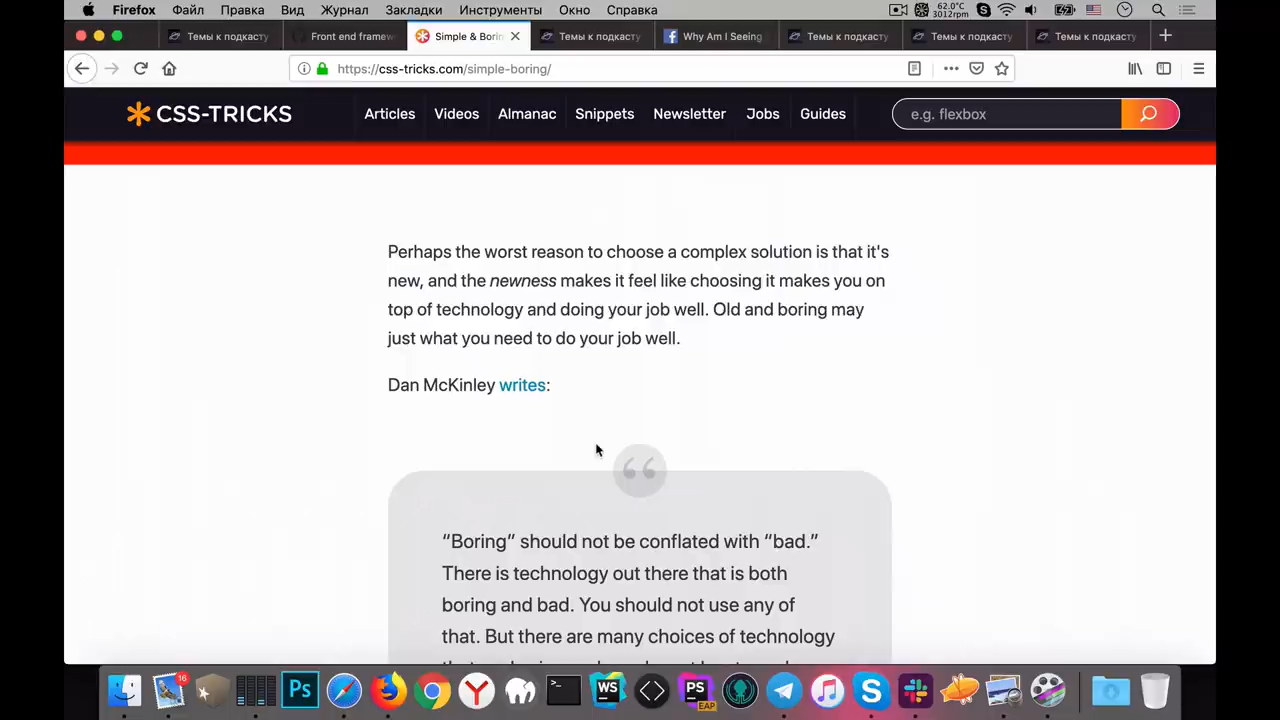 Firefox Файл Правка Вид Журнал Закладки Инструменты Окно Справка 62.0°C 3012rpm
Темы к подкасту Front end framew Simple & Borin Темы к подкасту Why Am I Seeing Темы к подкасту Темы к подкасту Темы к подкасту
https://css-tricks.com/simple-boring/
CSS-TRICKS Articles Videos Almanac Snippets Newsletter Jobs Guides e.g. flexbox
Perhaps the worst reason to choose a complex solution is that it's
new, and the newness makes it feel like choosing it makes you on
top of technology and doing your job well. Old and boring may
just what you need to do your job well.
Dan McKinley writes:
“Boring” should not be conflated with “bad.”
There is technology out there that is both
boring and bad. You should not use any of
that. But there are many choices of technology
16 Ps WS PS EAP